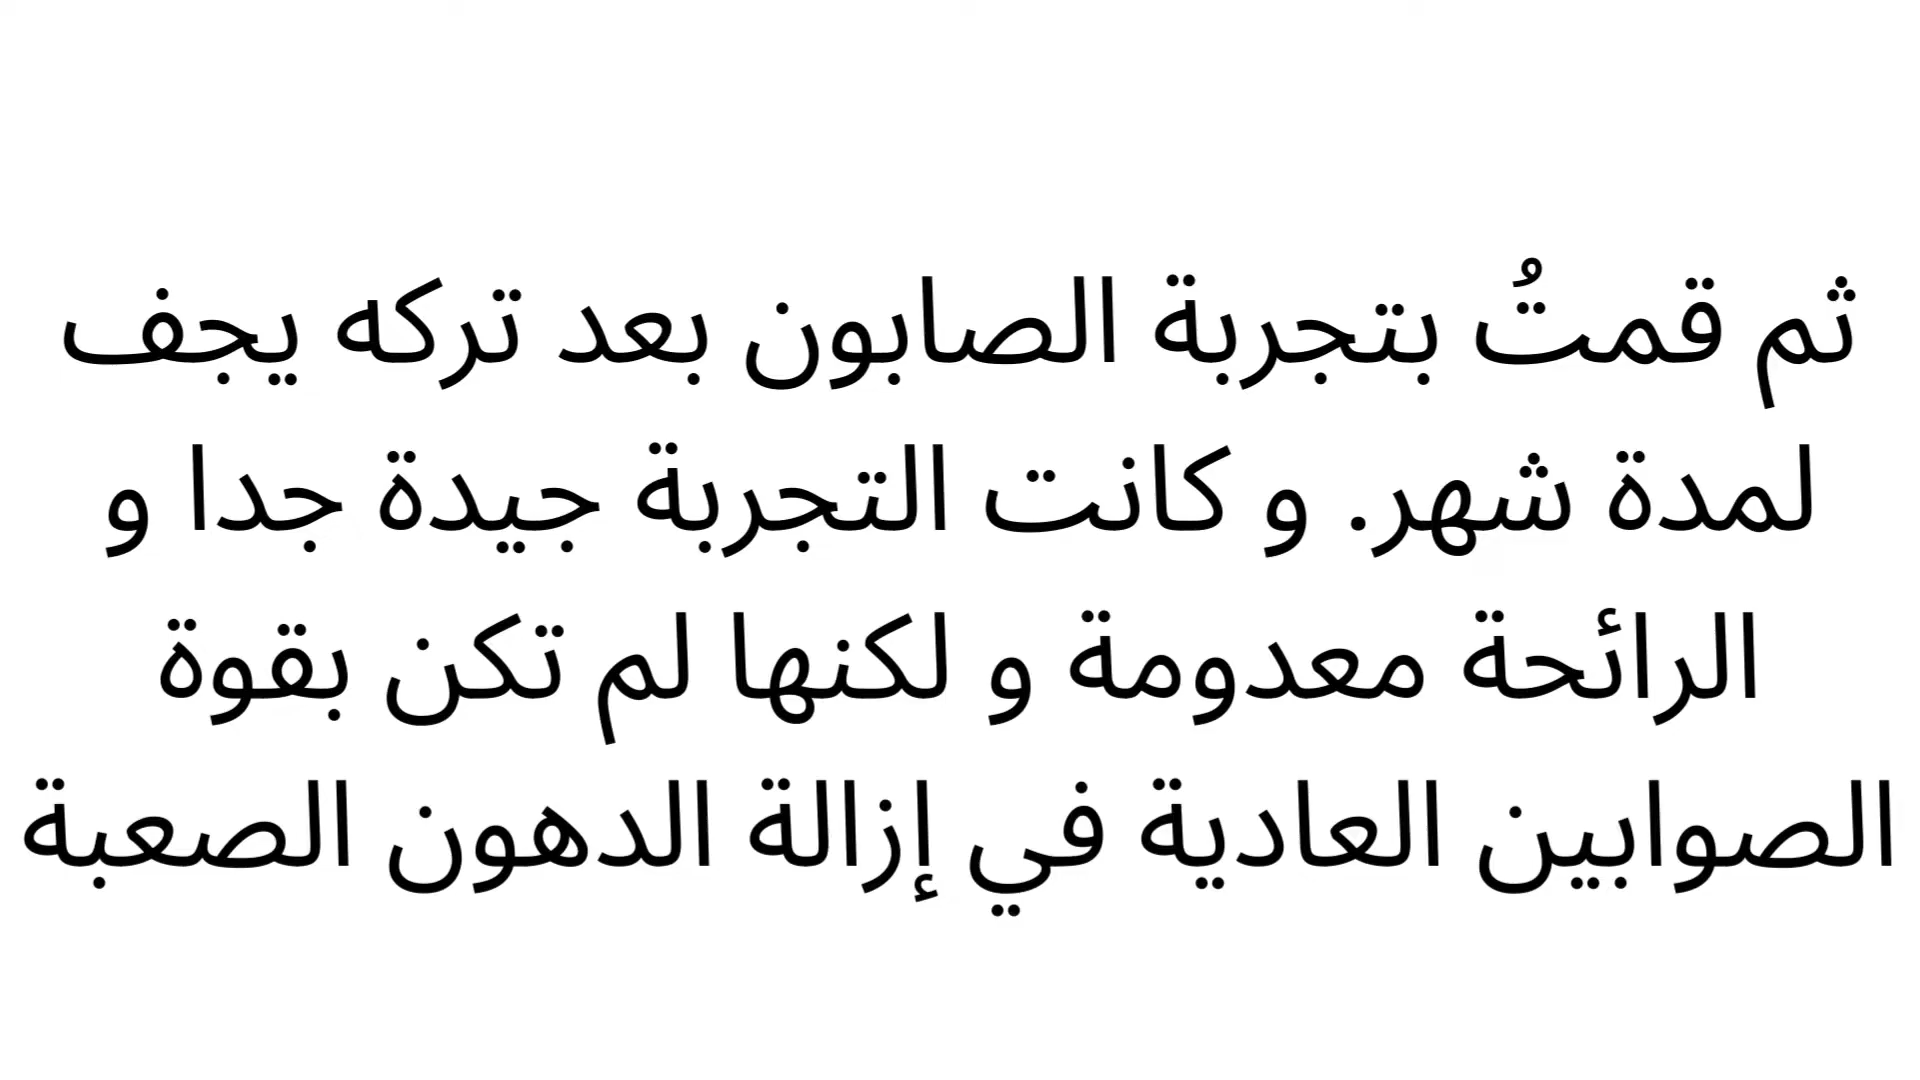 ثم قمتُ بتجربة الصابون بعد تركه يجف
لمدة شهر. و كانت التجربة جيدة جدا و
الرائحة معدومة و لكنها لم تكن بقوة
الصوابين العادية في إزالة الدهون الصعبة